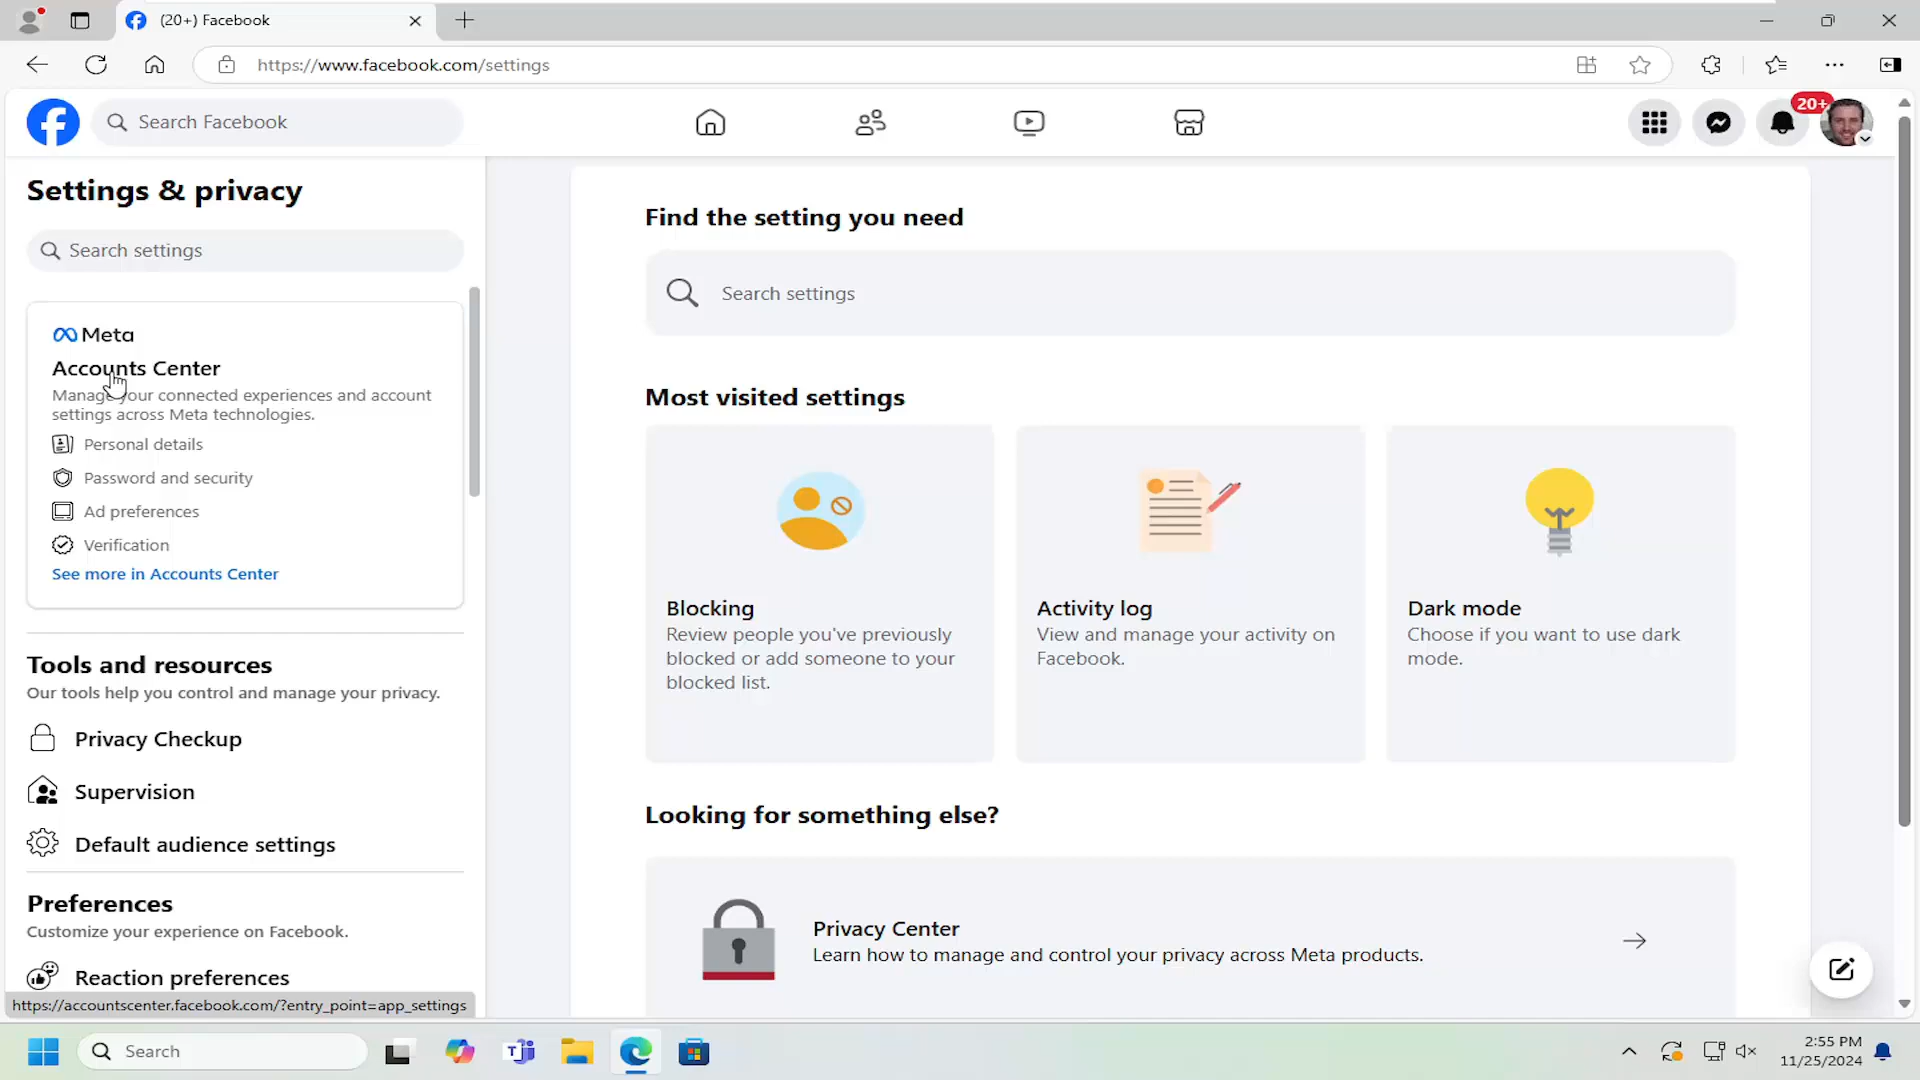 (20+) Facebook
https://www.facebook.com/settings
Search Facebook
20+
Settings & privacy
Search settings
Meta
Accounts Center
Manage your connected experiences and account
settings across Meta technologies.
Personal details
Password and security
Ad preferences
Verification
See more in Accounts Center
Tools and resources
Our tools help you control and manage your privacy.
Privacy Checkup
Supervision
Default audience settings
Preferences
Customize your experience on Facebook.
Reaction preferences
https://accountscenter.facebook.com/?entry_point=app_settings
Find the setting you need
Search settings
Most visited settings
Blocking
Review people you've previously
blocked or add someone to your
blocked list.
Activity log
View and manage your activity on
Facebook.
Dark mode
Choose if you want to use dark
mode.
Looking for something else?
Privacy Center
Learn how to manage and control your privacy across Meta products.
Search
2:55 PM
11/25/2024